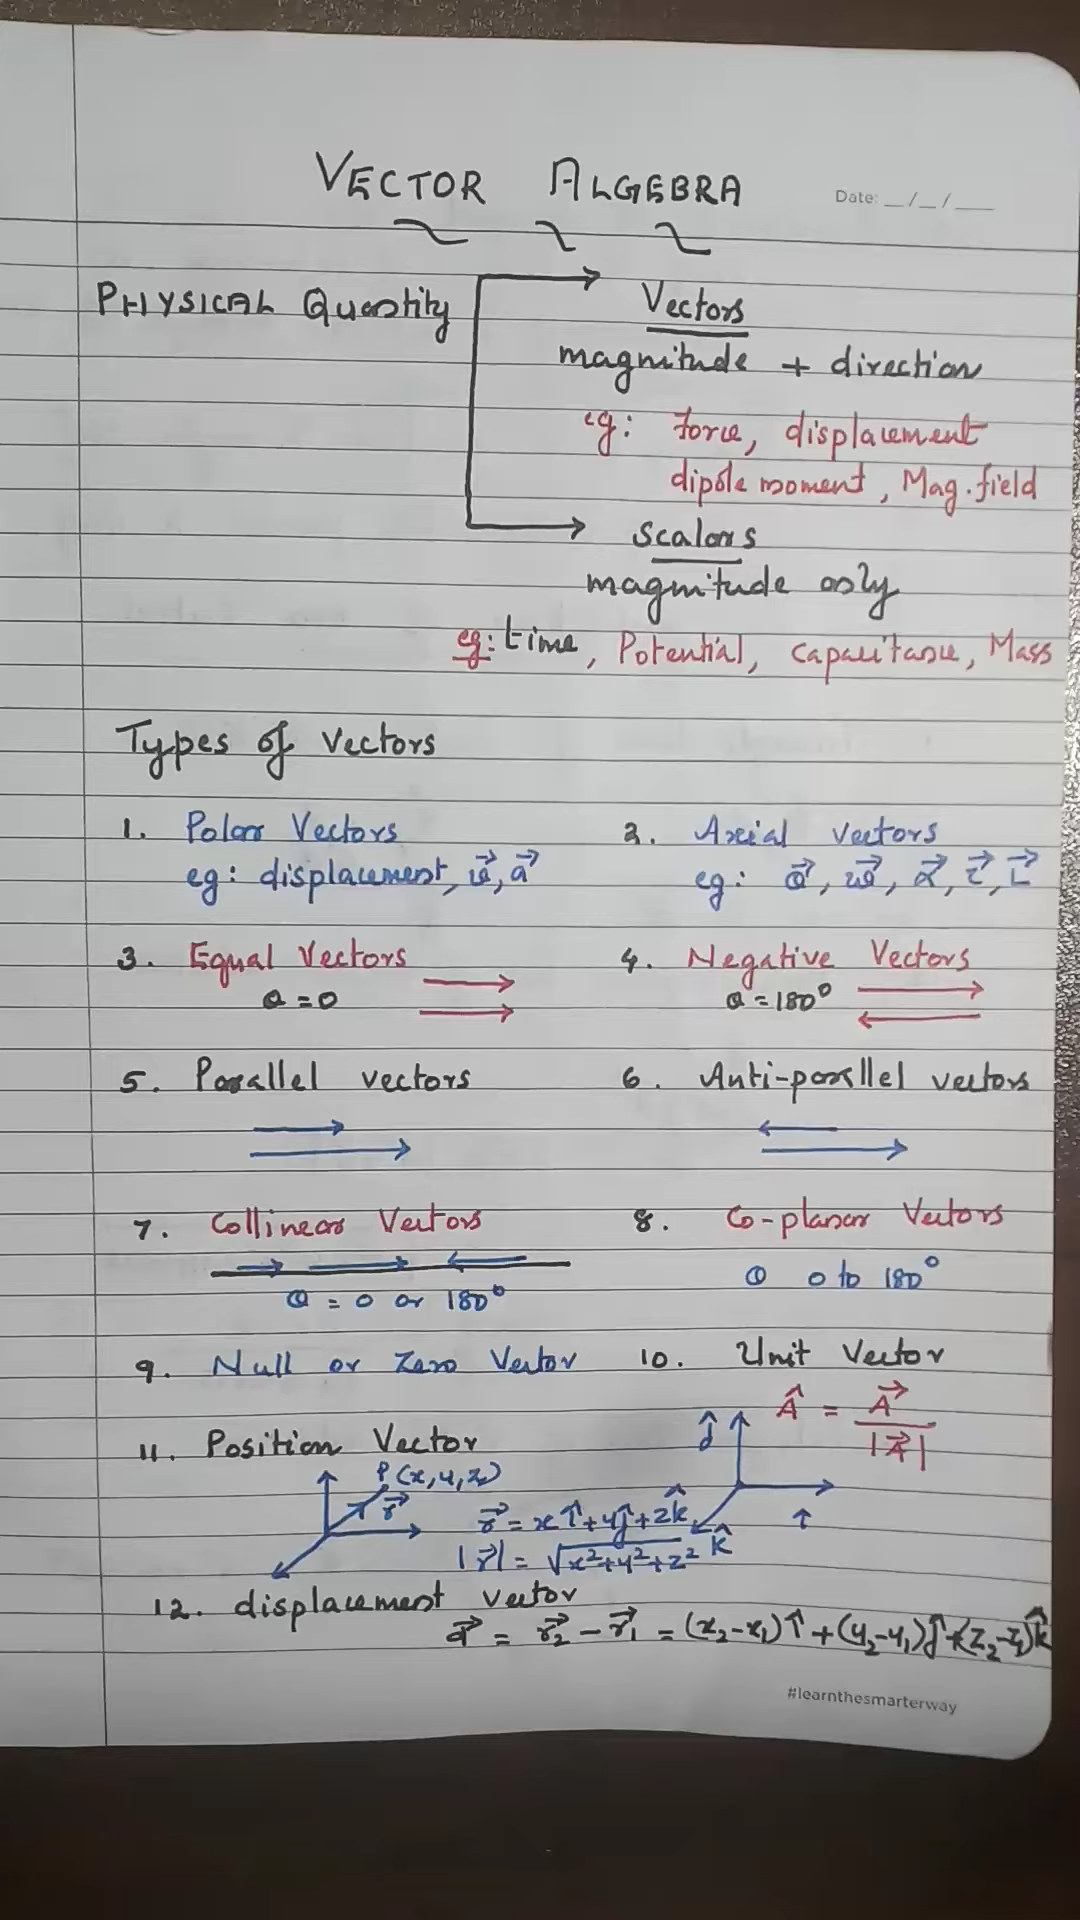 VECTOR ALGEBRA
Date: __/__/____
PHYSICAL Quantity
Vectors
magnitude + direction
eg: Force, displacement
dipole moment, Mag. field
Scalars
magnitude only
eg: time, Potential, Capacitance, Mass
Types of Vectors
1. Polar Vectors
eg: displacement, v⃗, a⃗
2. Axial Vectors
eg: θ⃗, ω⃗, α⃗, τ⃗, L⃗
3. Equal Vectors
θ = 0
4. Negative Vectors
θ = 180°
5. Parallel vectors
6. Anti-parallel vectors
7. Collinear Vectors
θ = 0 or 180°
8. Co-planar Vectors
θ 0 to 180°
9. Null or Zero Vector
10. Unit Vector
Â = A⃗ / |A⃗|
ĵ
î
k̂
11. Position Vector
P(x, y, z)
r⃗
r⃗ = xî + yĵ + zk̂
|r⃗| = √x²+y²+z²
12. displacement vector
r⃗ = r⃗₂ − r⃗₁ = (x₂−x₁)î + (y₂−y₁)ĵ + (z₂−z₁)k̂
#learnthesmarterway